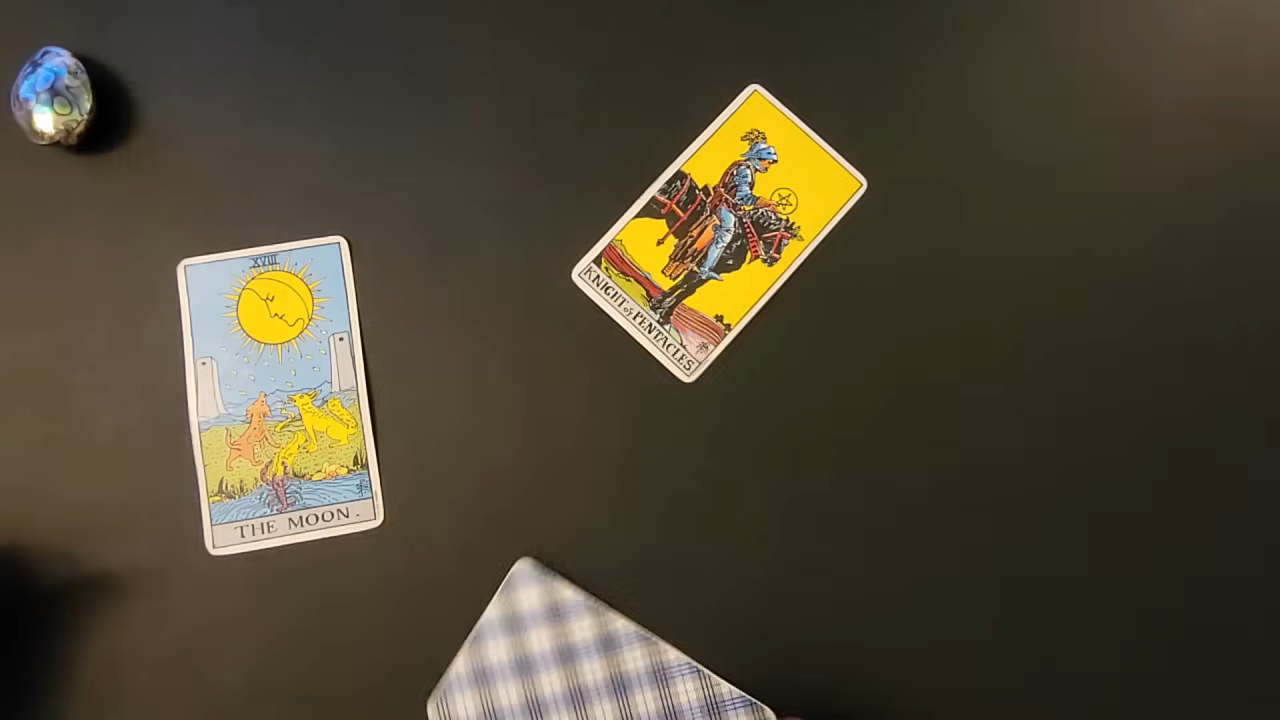 XVIII
THE MOON.
KNIGHT of PENTACLES.